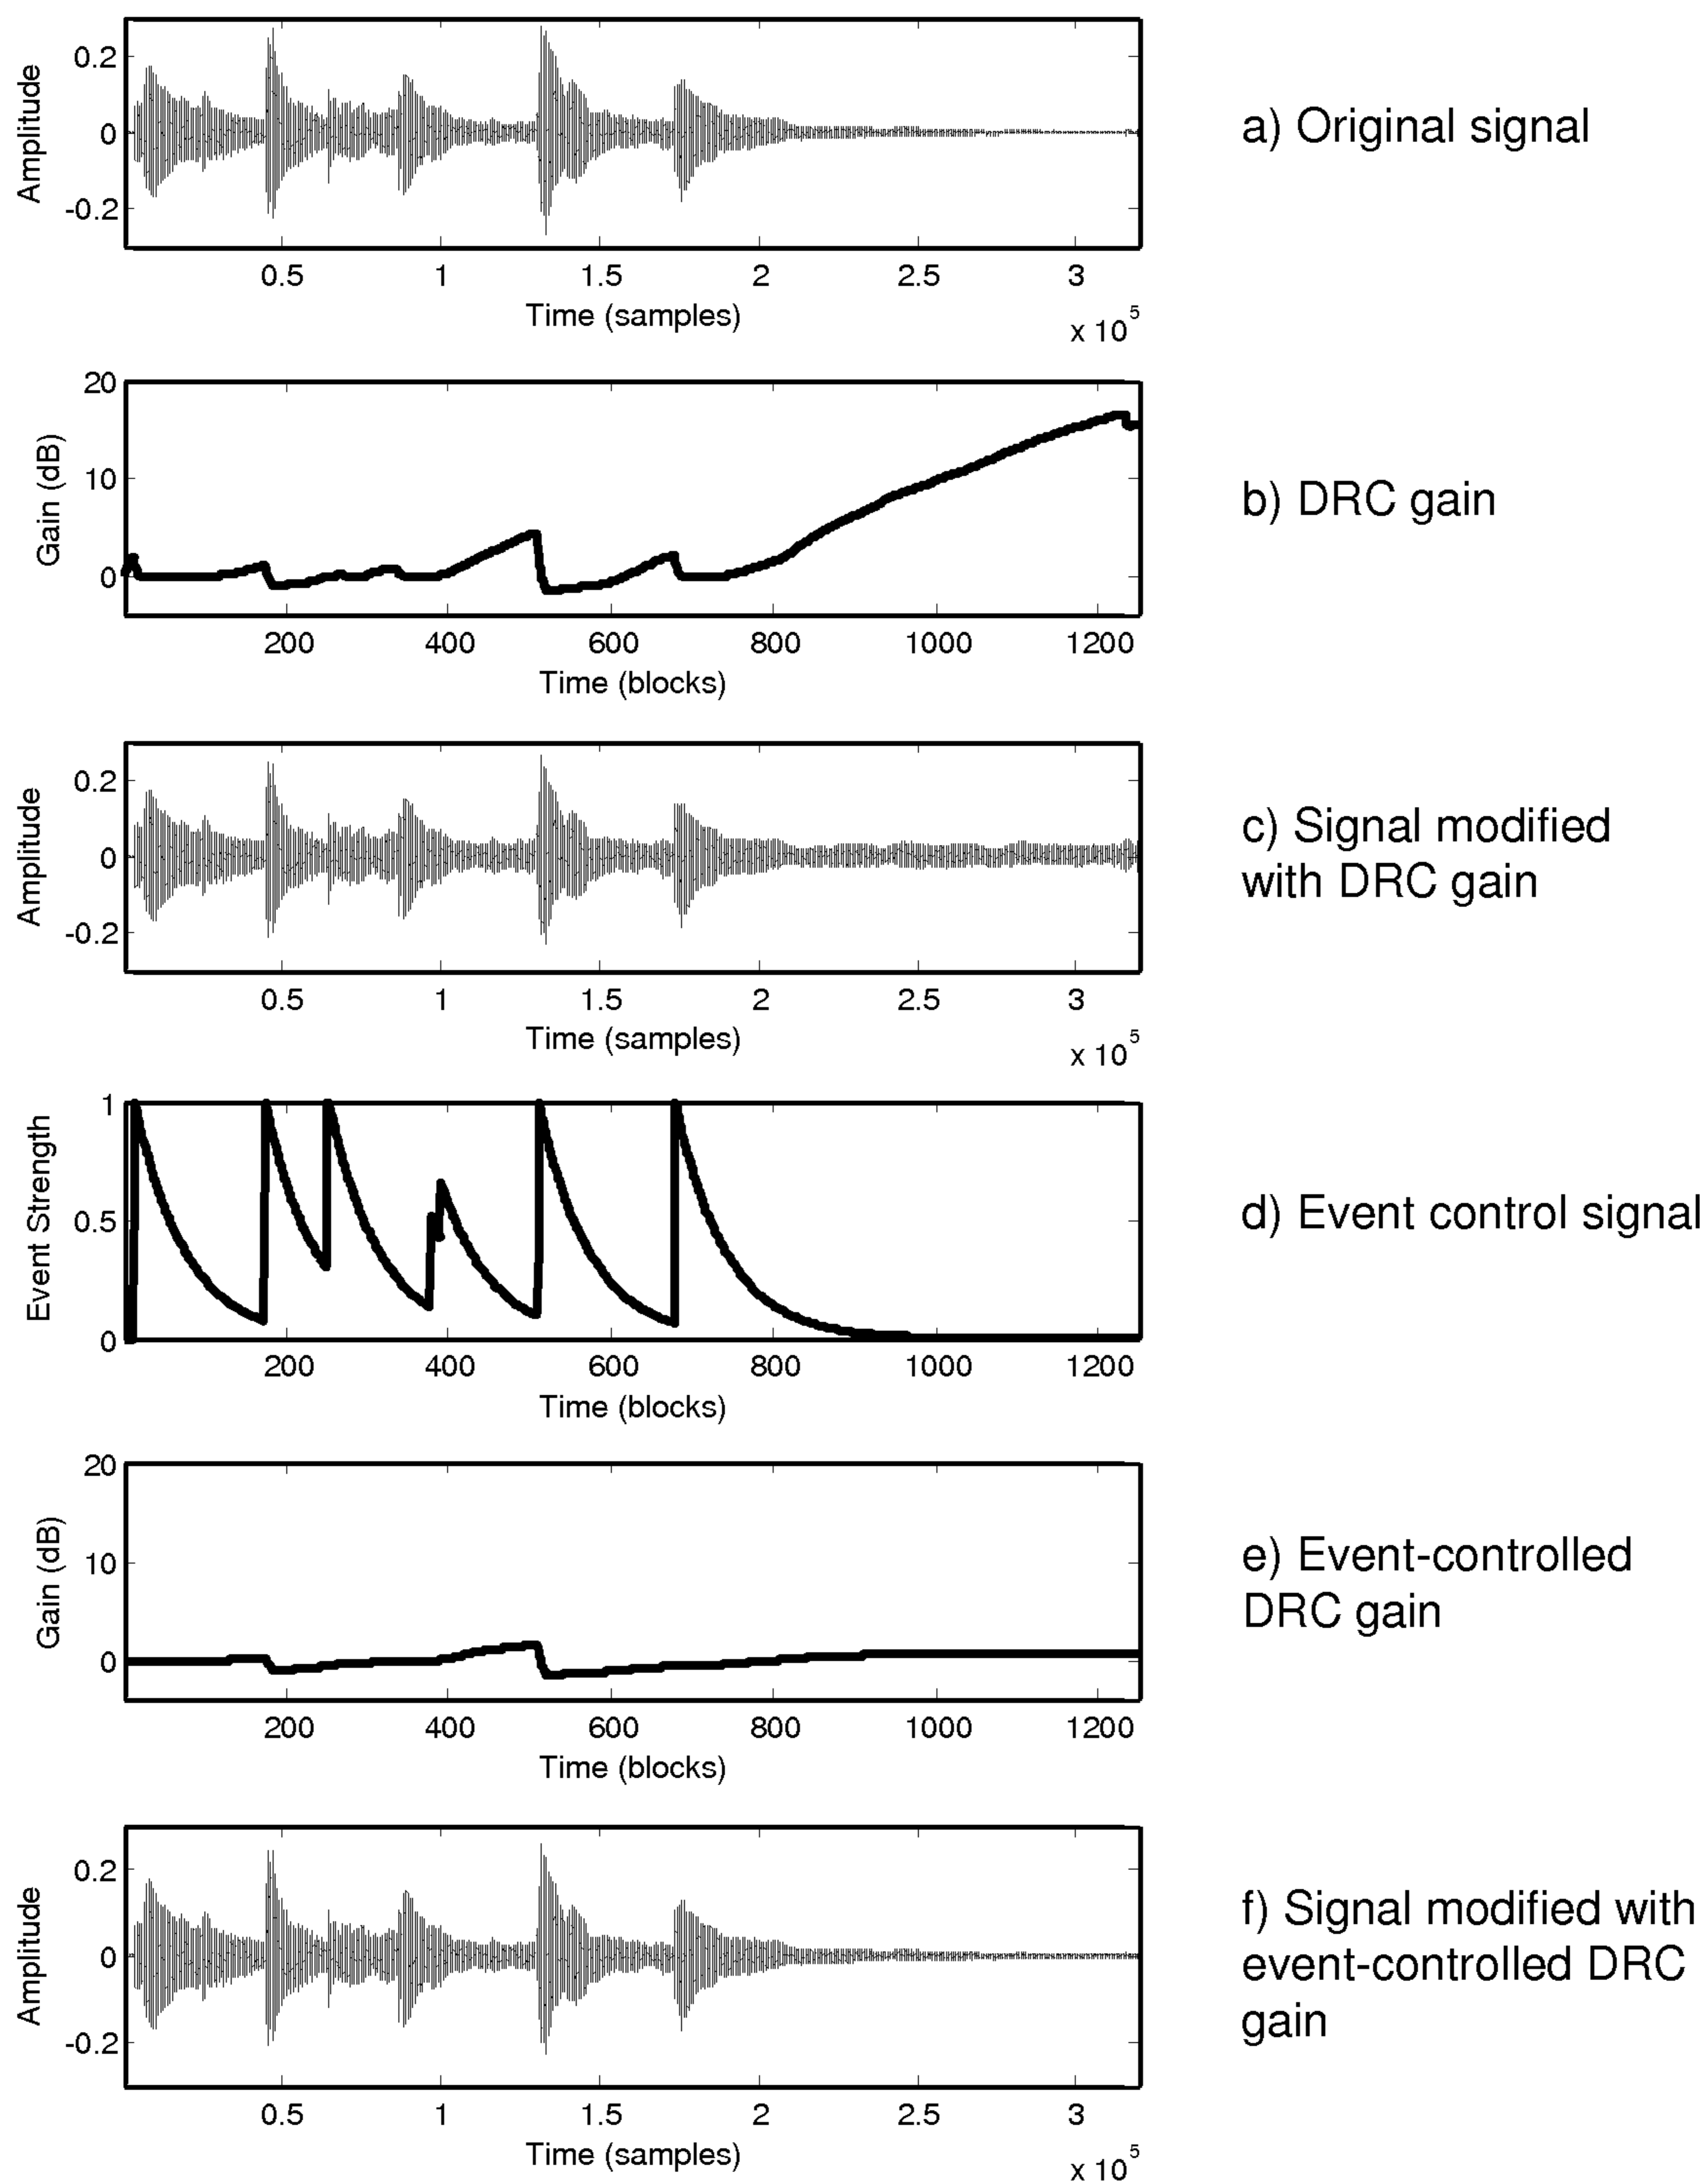 0.2
0
-0.2
Amplitude
0.5 1 1.5 2 2.5 3
Time (samples)
x 10^5
a) Original signal
20
10
0
Gain (dB)
200 400 600 800 1000 1200
Time (blocks)
b) DRC gain
0.2
0
-0.2
Amplitude
0.5 1 1.5 2 2.5 3
Time (samples)
x 10^5
c) Signal modified
with DRC gain
1
0.5
0
Event Strength
200 400 600 800 1000 1200
Time (blocks)
d) Event control signal
20
10
0
Gain (dB)
200 400 600 800 1000 1200
Time (blocks)
e) Event-controlled
DRC gain
0.2
0
-0.2
Amplitude
0.5 1 1.5 2 2.5 3
Time (samples)
x 10^5
f) Signal modified with
event-controlled DRC
gain